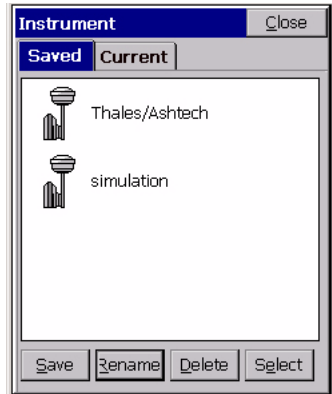 Instrument Close
Saved Current
Thales/Ashtech
simulation
Save Rename Delete Select